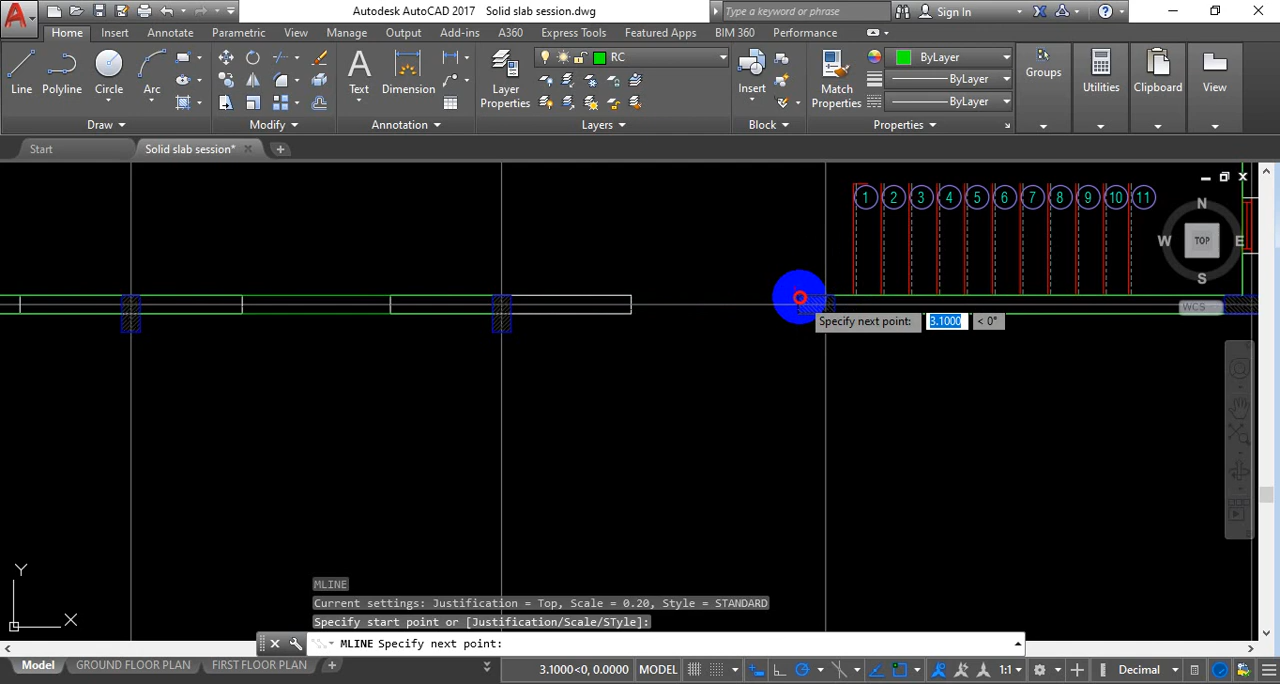 Autodesk AutoCAD 2017 Solid slab session.dwg
Type a keyword or phrase
Sign In
Home Insert Annotate Parametric View Manage Output Add-ins A360 Express Tools Featured Apps BIM 360 Performance
Line Polyline Circle Arc
Text Dimension
Layer Properties
RC
Insert
Match Properties
ByLayer
ByLayer
ByLayer
Groups Utilities Clipboard View
Draw Modify Annotation Layers Block Properties
Start Solid slab session*
1 2 3 4 5 6 7 8 9 10 11
N
W TOP E
S
WCS
Specify next point: 3.1000 < 0°
Y
X
MLINE
Current settings: Justification = Top, Scale = 0.20, Style = STANDARD
Specify start point or [Justification/Scale/STyle]:
MLINE Specify next point:
Model GROUND FLOOR PLAN FIRST FLOOR PLAN
3.1000<0, 0.0000 MODEL 1:1 Decimal